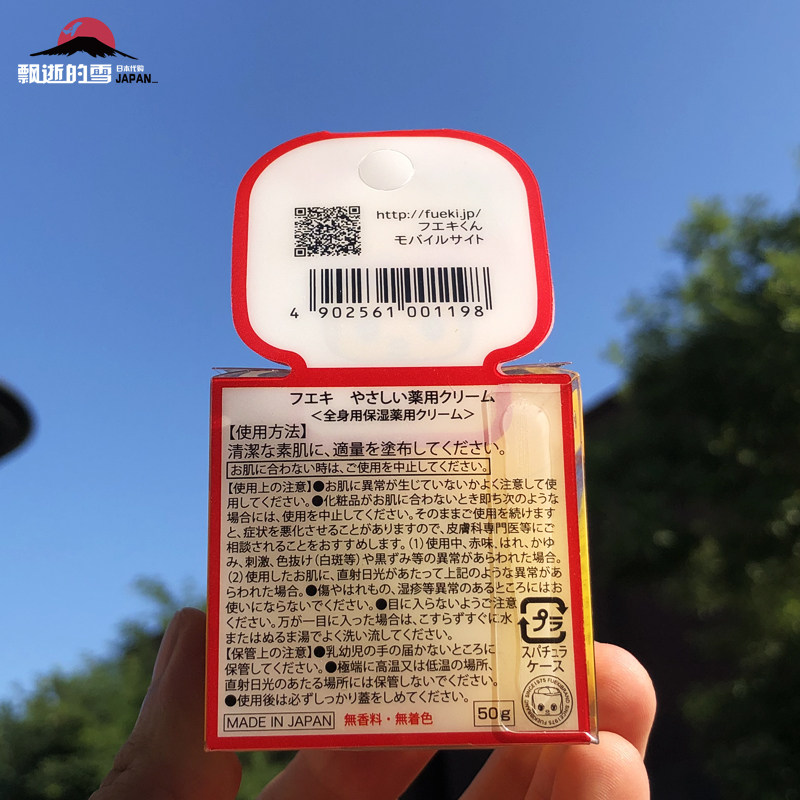 飘逝的雪 日本代购
JAPAN_
http://fueki.jp/
フエキくん
モバイルサイト
4 902561 001198
フエキ やさしい薬用クリーム
<全身用保湿薬用クリーム>
【使用方法】
清潔な素肌に、適量を塗布してください。
お肌に合わない時は、ご使用を中止してください。
【使用上の注意】●お肌に異常が生じていないかよく注意して使
用してください。●化粧品がお肌に合わないとき即ち次のような
場合には、使用を中止してください。そのままご使用を続けます
と、症状を悪化させることがありますので、皮膚科専門医等にご
相談されることをおすすめします。(1)使用中、赤味、はれ、かゆ
み、刺激、色抜け(白斑等)や黒ずみ等の異常があらわれた場合。
(2)使用したお肌に、直射日光があたって上記のような異常があ
らわれた場合。●傷やはれもの、湿疹等異常のあるところにはお
使いにならないでください。●目に入らないようご注意
ください。万が一目に入った場合は、こすらずすぐに水
またはぬるま湯でよく洗い流してください。
【保管上の注意】●乳幼児の手の届かないところに
保管してください。●極端に高温又は低温の場所、
直射日光のあたる場所には保管しないでください。
●使用後は必ずしっかり蓋をしめてください。
プラ
スパチュラ
ケース
MADE IN JAPAN 無香料・無着色 50g
SINCE 1975 FUEKI